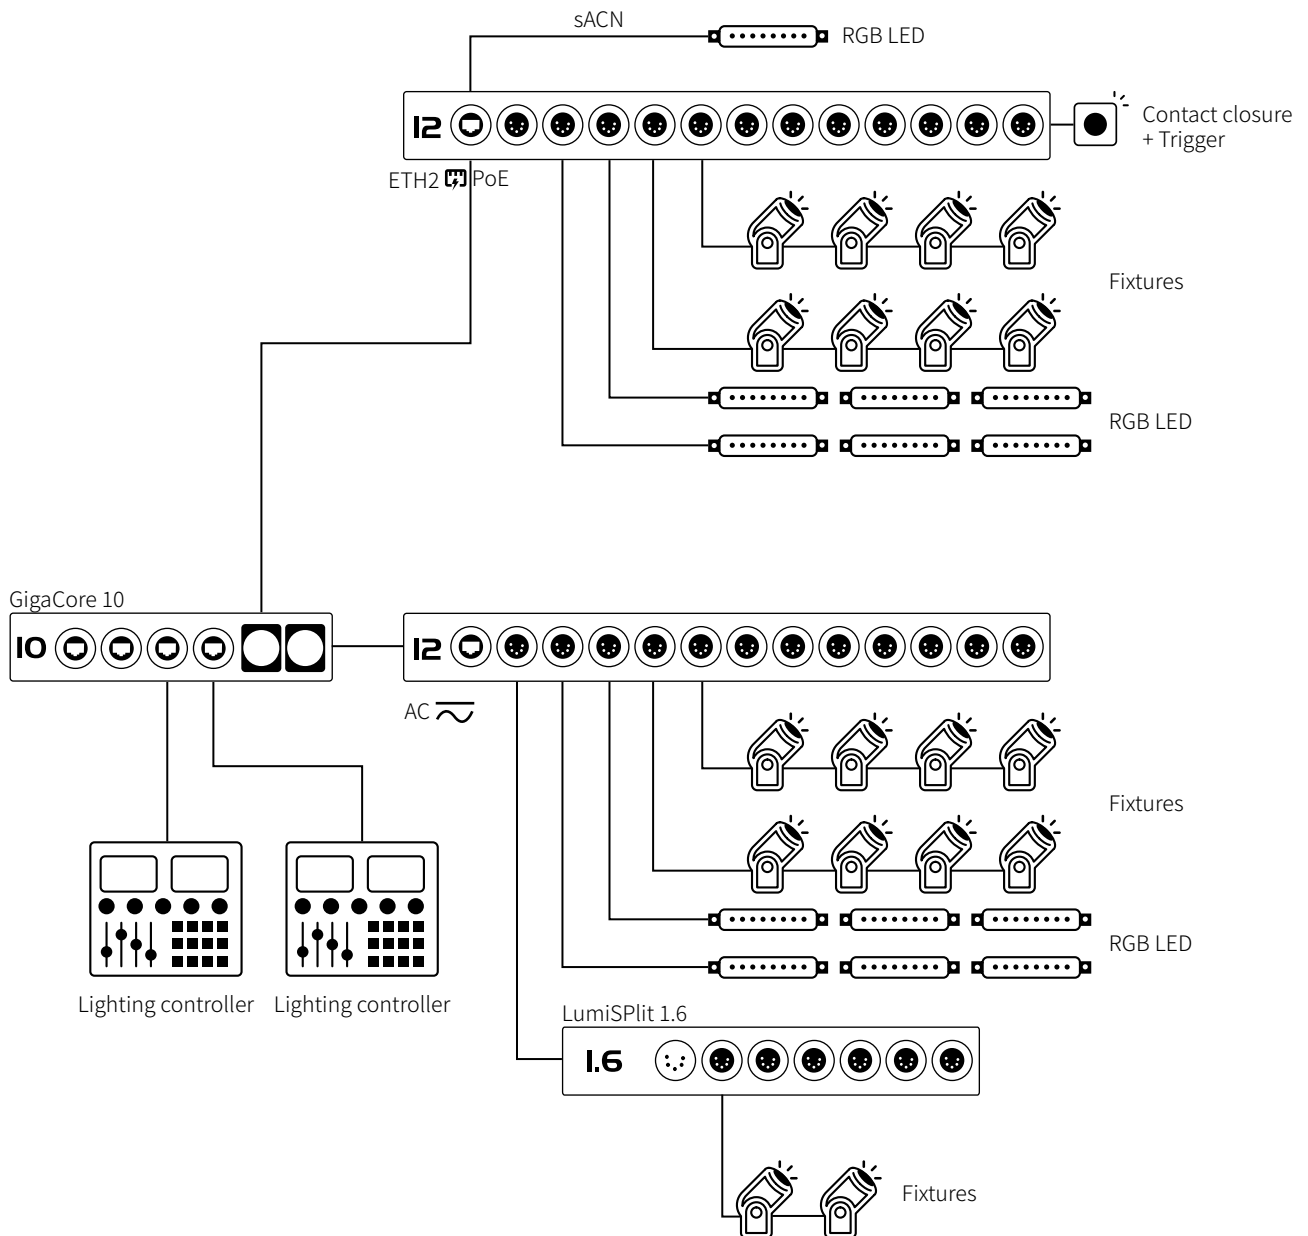 sACN
RGB LED
12
Contact closure
+ Trigger
ETH2 PoE
Fixtures
RGB LED
GigaCore 10
10
12
AC
Fixtures
RGB LED
Lighting controller
Lighting controller
LumiSPlit 1.6
1.6
Fixtures